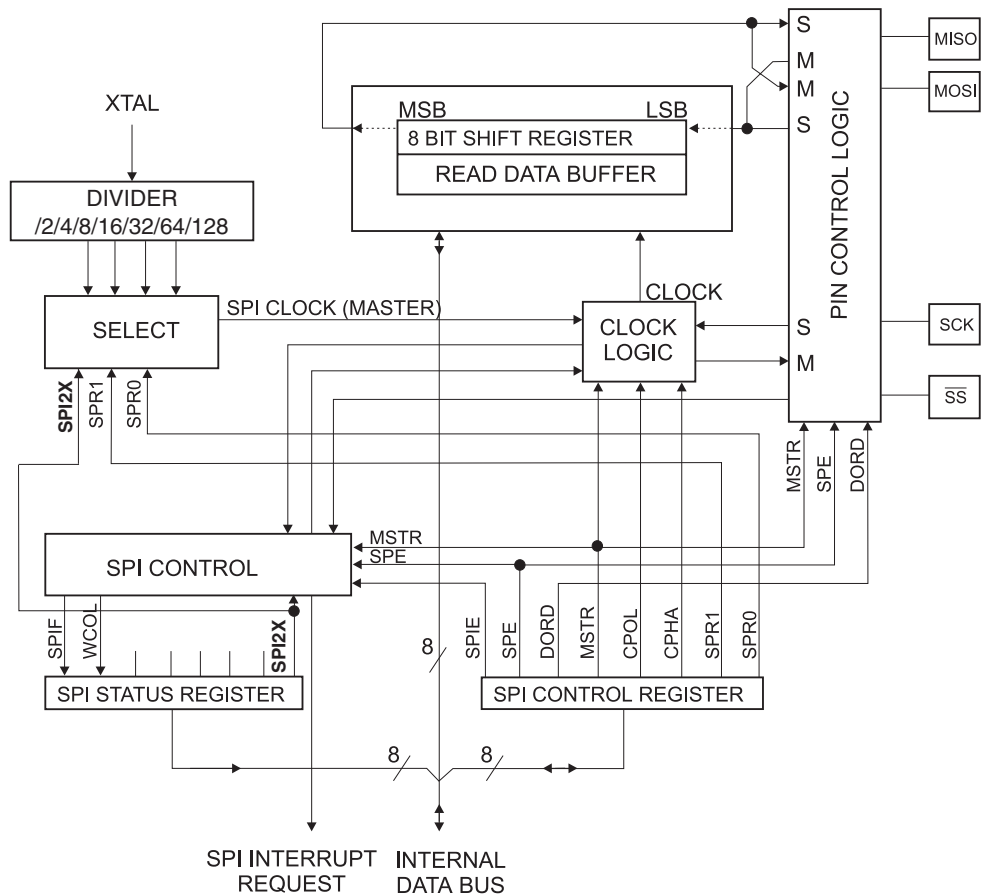 S
MISO
M
M
MOSI
XTAL
MSB
LSB
S
8 BIT SHIFT REGISTER
READ DATA BUFFER
PIN CONTROL LOGIC
DIVIDER
/2/4/8/16/32/64/128
SPI CLOCK (MASTER)
CLOCK
SELECT
CLOCK
LOGIC
S
SCK
M
SS
SPI2X
SPR1
SPR0
MSTR
SPE
DORD
MSTR
SPE
SPI CONTROL
SPIF
WCOL
SPI2X
8
SPIE
SPE
DORD
MSTR
CPOL
CPHA
SPR1
SPR0
SPI STATUS REGISTER
SPI CONTROL REGISTER
8
8
SPI INTERRUPT
REQUEST
INTERNAL
DATA BUS